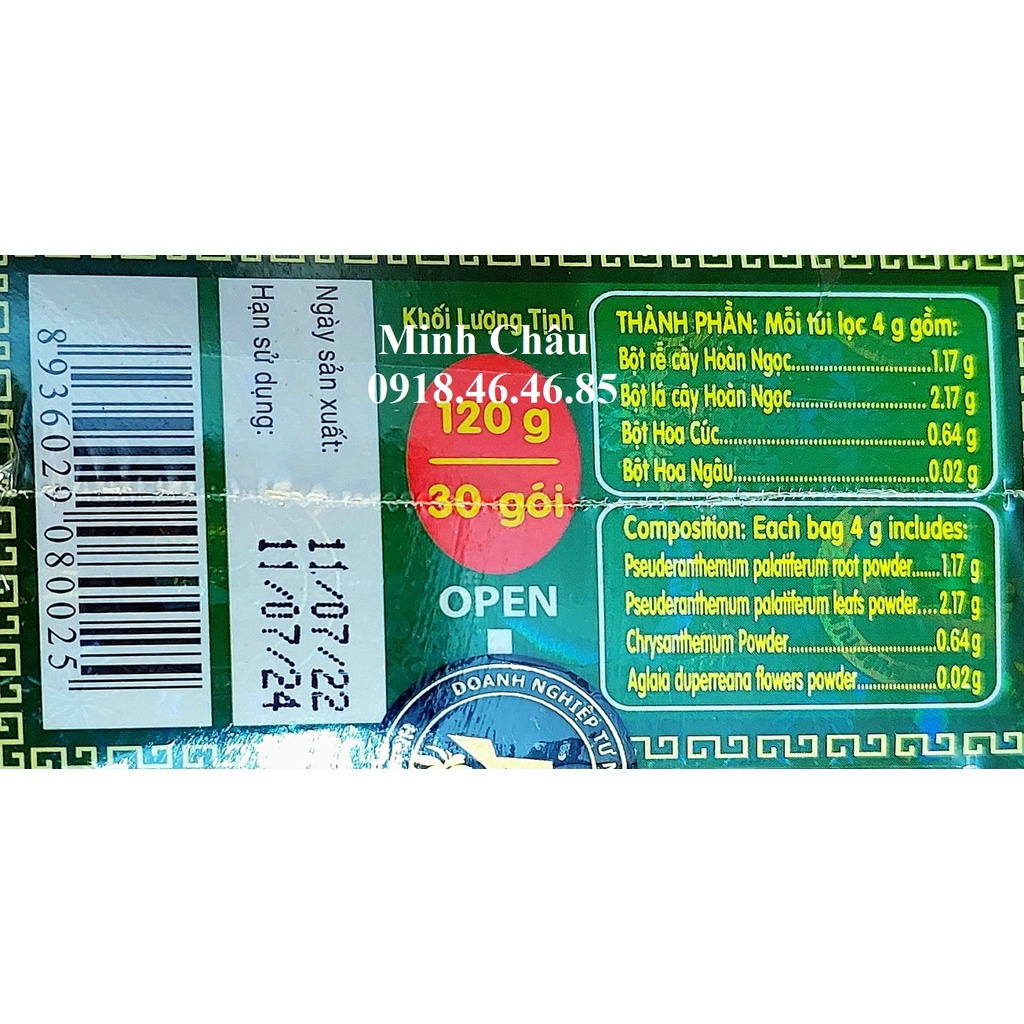 8 936029 080025
Ngày sản xuất:
Hạn sử dụng:
11/07/22
11/07/24
Khối Lượng Tịnh
Minh Châu
0918.46.46.85
120 g
30 gói
OPEN
DOANH NGHIỆP TƯ
THÀNH PHẦN: Mỗi túi lọc 4 g gồm:
Bột rễ cây Hoàn Ngọc..............................1.17 g
Bột lá cây Hoàn Ngọc.............................. 2.17 g
Bột Hoa Cúc..............................................0.64 g
Bột Hoa Ngâu............................................0.02 g
Composition: Each bag 4 g includes:
Pseuderanthemum palatiferum root powder.......1.17 g
Pseuderanthemum palatiferum leafs powder....2.17 g
Chrysanthemum Powder................................0.64g
Aglaia duperreana flowers powder.................0.02g